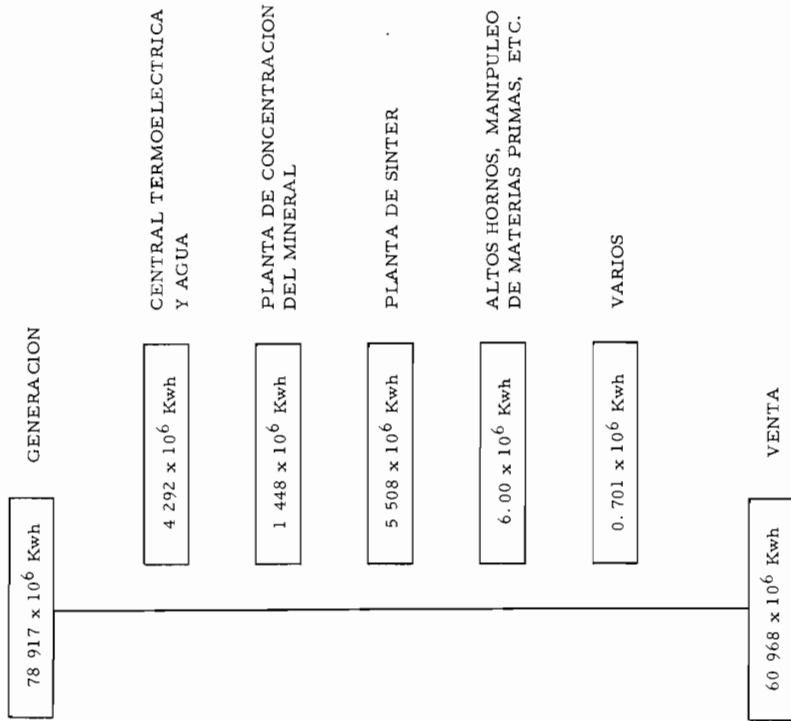 78 917 x 10⁶ Kwh
GENERACION
4 292 x 10⁶ Kwh
CENTRAL TERMOELECTRICA
Y AGUA
1 448 x 10⁶ Kwh
PLANTA DE CONCENTRACION
DEL MINERAL
5 508 x 10⁶ Kwh
PLANTA DE SINTER
6.00 x 10⁶ Kwh
ALTOS HORNOS, MANIPULEO
DE MATERIAS PRIMAS, ETC.
0.701 x 10⁶ Kwh
VARIOS
60 968 x 10⁶ Kwh
VENTA